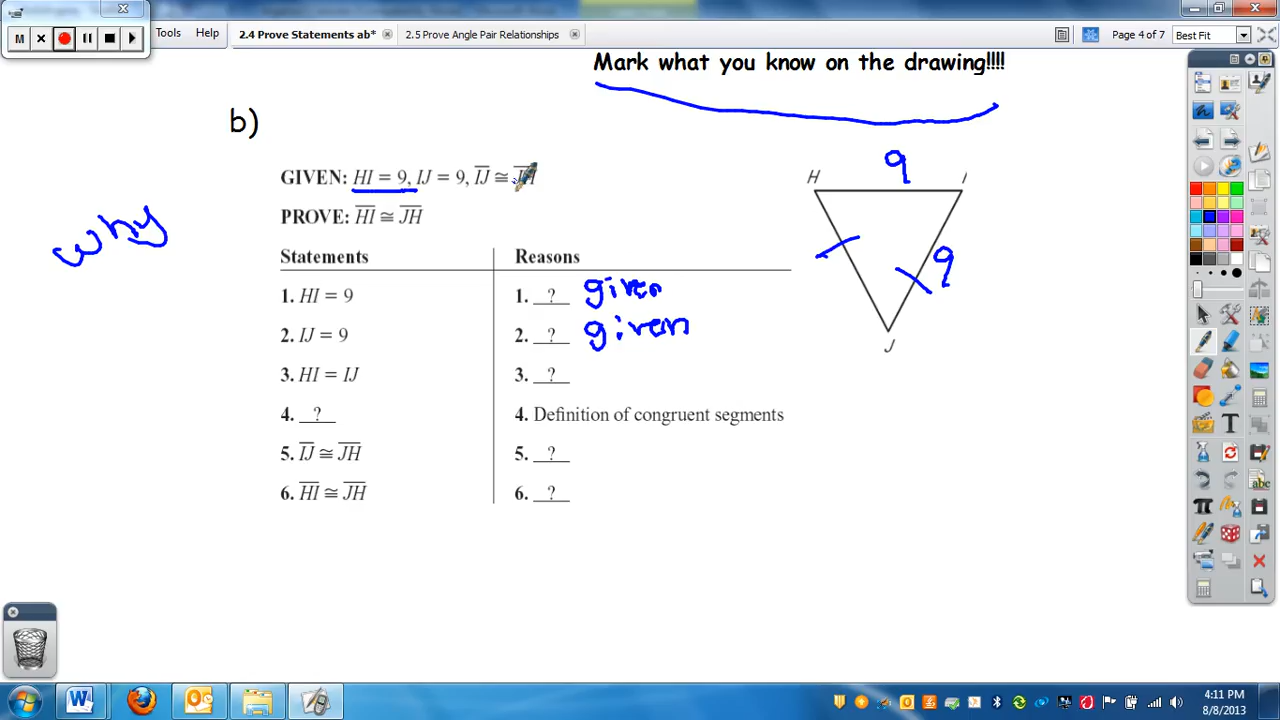 M
Tools Help 2.4 Prove Statements ab* 2.5 Prove Angle Pair Relationships Page 4 of 7 Best Fit
Mark what you know on the drawing!!!!
b)
GIVEN: HI = 9, IJ = 9, IJ ≅ JH
PROVE: HI ≅ JH
why
9
H I
9
J
Statements Reasons
1. HI = 9 1. ? given
2. IJ = 9 2. ? given
3. HI = IJ 3. ?
4. ? 4. Definition of congruent segments
5. IJ ≅ JH 5. ?
6. HI ≅ JH 6. ?
4:11 PM
8/8/2013